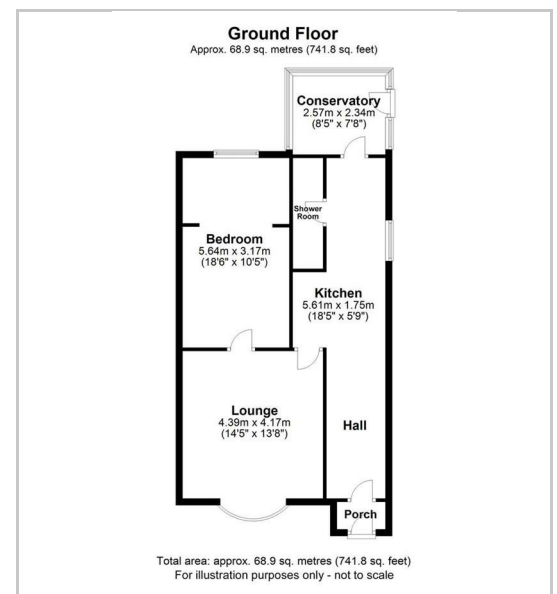 Ground Floor
Approx. 68.9 sq. metres (741.8 sq. feet)
Conservatory
2.57m x 2.34m
(8'5" x 7'8")
Shower
Room
Bedroom
5.64m x 3.17m
(18'6" x 10'5")
Kitchen
5.61m x 1.75m
(18'5" x 5'9")
Lounge
4.39m x 4.17m
(14'5" x 13'8")
Hall
Porch
Total area: approx. 68.9 sq. metres (741.8 sq. feet)
For illustration purposes only - not to scale